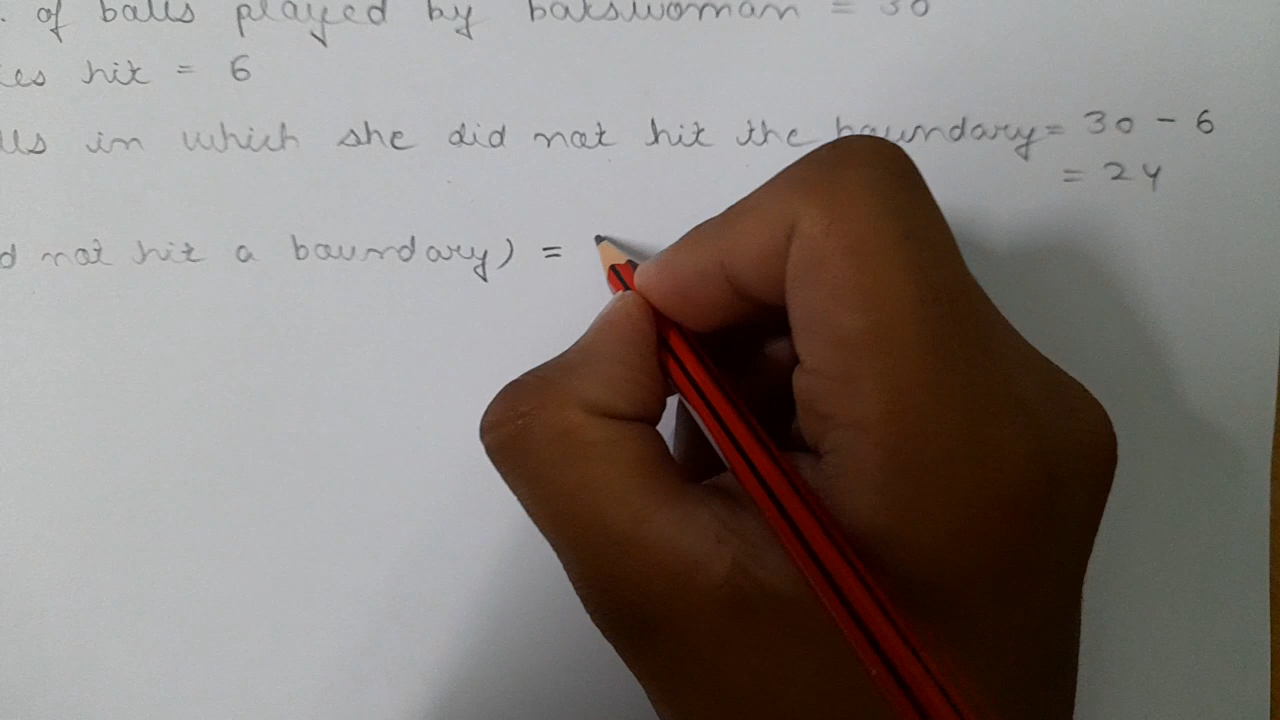 . of balls played by batswoman = 30
ies hit = 6
lls in which she did not hit the boundary = 30 - 6
= 24
d not hit a boundary) =